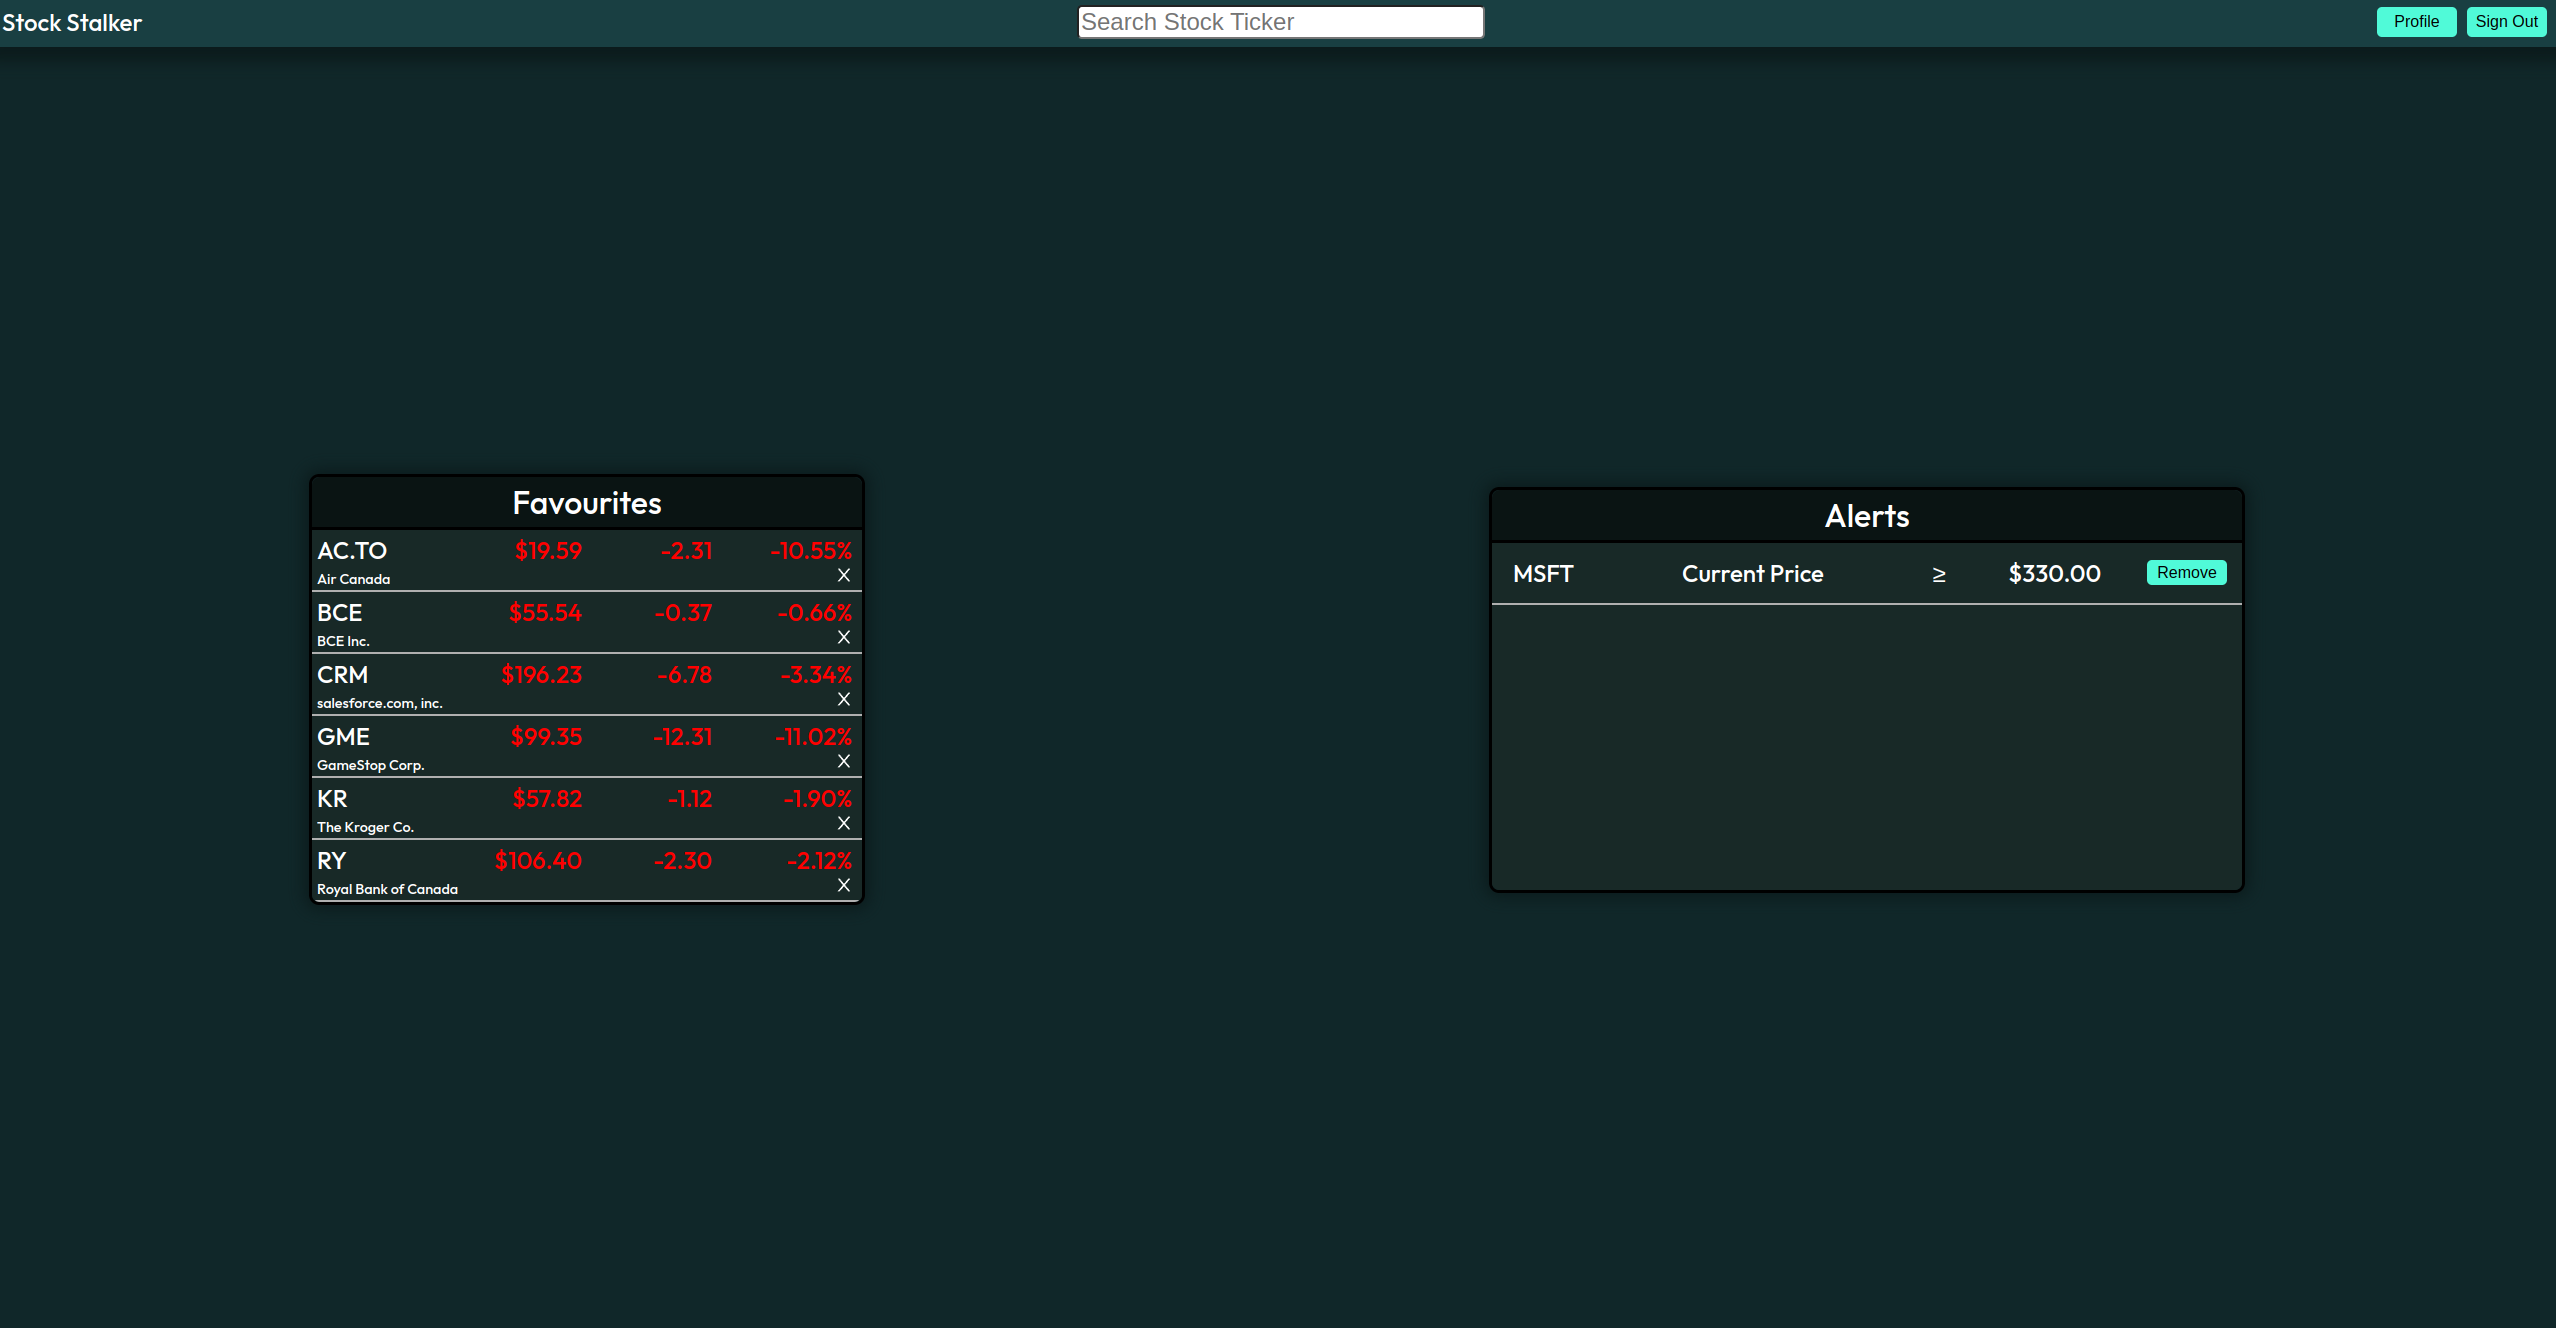 Stock Stalker
Search Stock Ticker
Profile
Sign Out
Favourites
AC.TO $19.59 -2.31 -10.55%
Air Canada X
BCE $55.54 -0.37 -0.66%
BCE Inc. X
CRM $196.23 -6.78 -3.34%
salesforce.com, inc. X
GME $99.35 -12.31 -11.02%
GameStop Corp. X
KR $57.82 -1.12 -1.90%
The Kroger Co. X
RY $106.40 -2.30 -2.12%
Royal Bank of Canada X
Alerts
MSFT Current Price ≥ $330.00 Remove